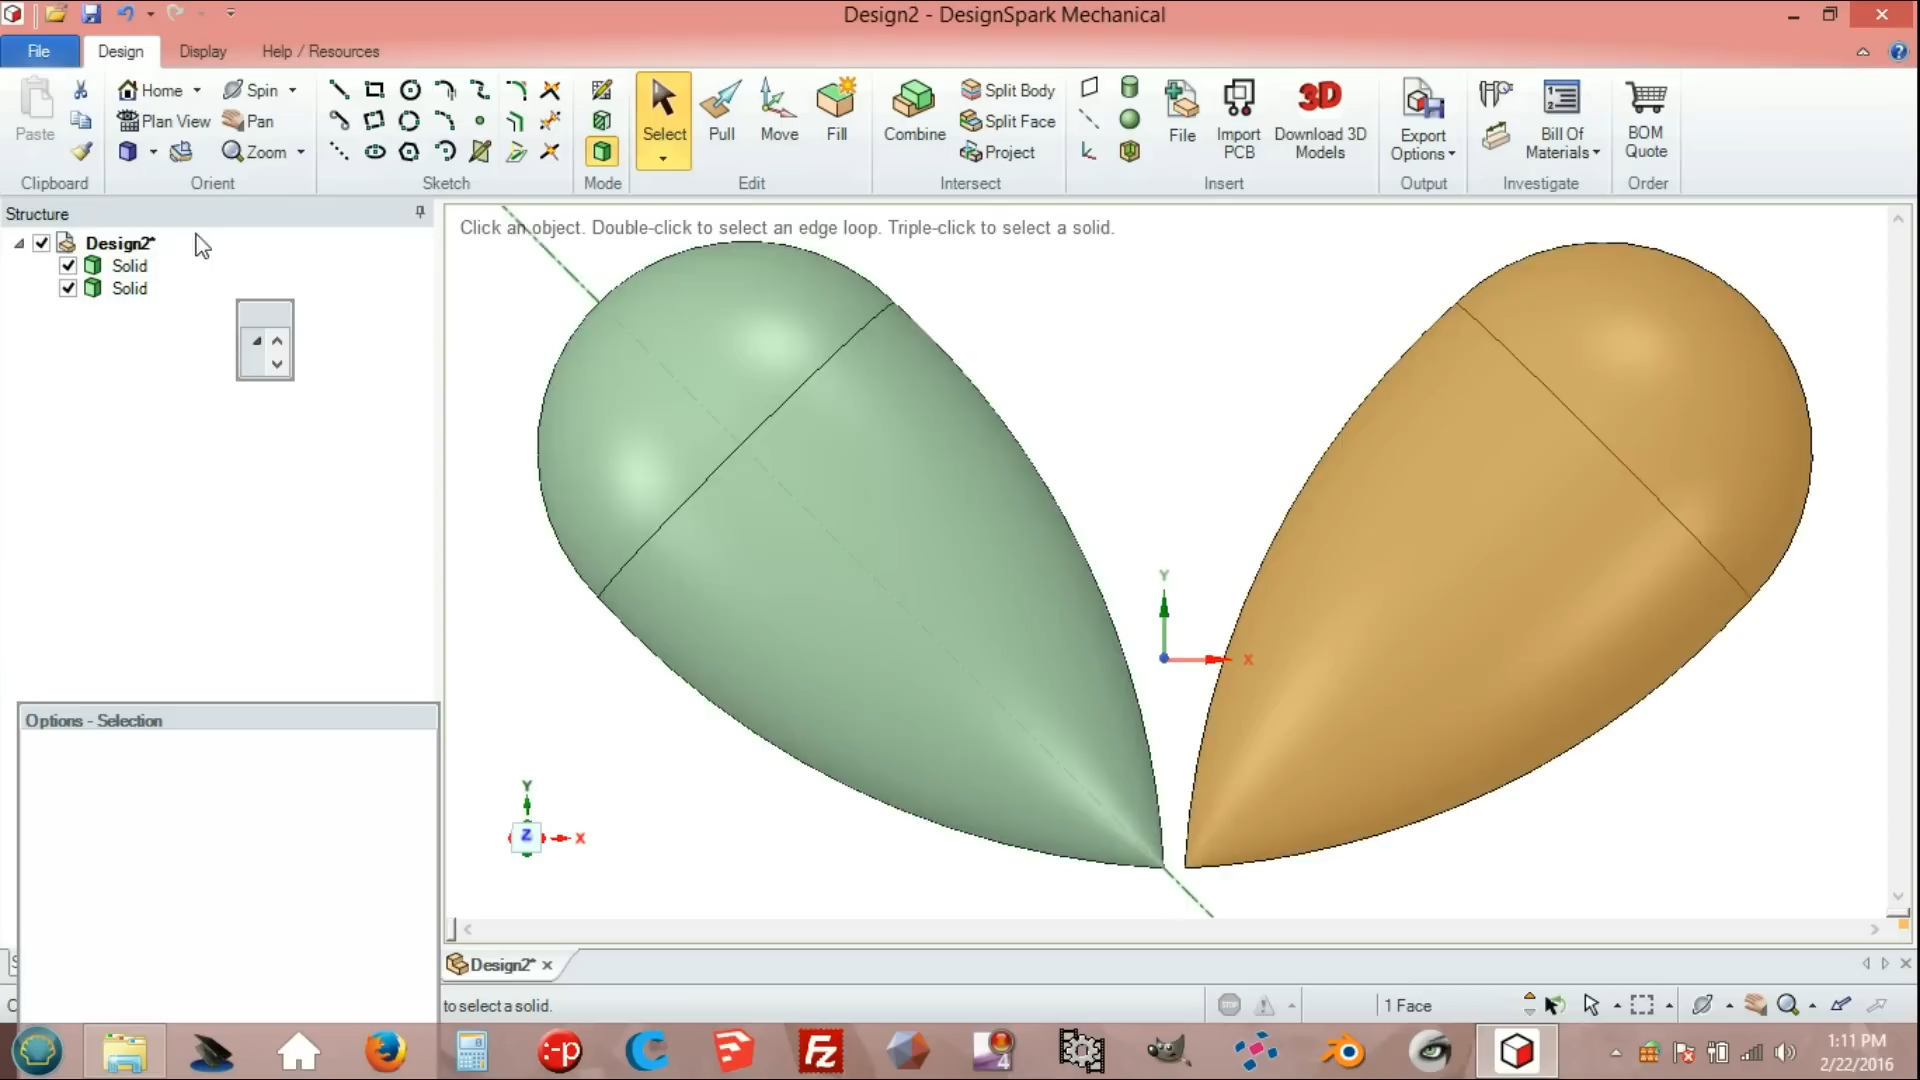 Design2 - DesignSpark Mechanical
File Design Display Help / Resources
Paste
Clipboard
Home Spin
Plan View Pan
Zoom
Orient
Sketch
Mode
Select Pull Move Fill
Edit
Combine
Split Body
Split Face
Project
Intersect
File
Import PCB
3D
Download 3D Models
Insert
Export Options
Output
Bill Of Materials
Investigate
BOM Quote
Order
Structure
Design2*
Solid
Solid
Click an object. Double-click to select an edge loop. Triple-click to select a solid.
Y
X
Options - Selection
Y
Z X
Design2*
to select a solid.
STOP
1 Face
:-p
C
Fz
4
1:11 PM
2/22/2016